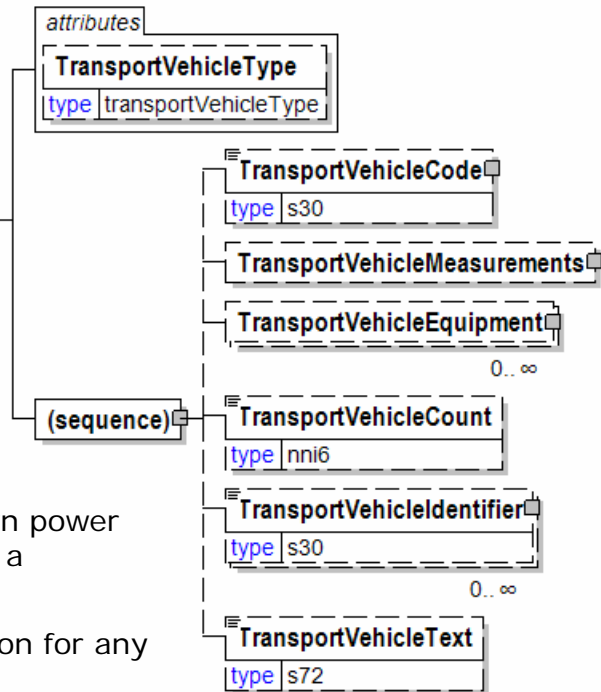 attributes
TransportVehicleType
type transportVehicleType
TransportVehicleCode
type s30
TransportVehicleMeasurements
TransportVehicleEquipment
0.. ∞
(sequence)
TransportVehicleCount
type nni6
TransportVehicleIdentifier
type s30
0.. ∞
TransportVehicleText
type s72
n power
a
on for any